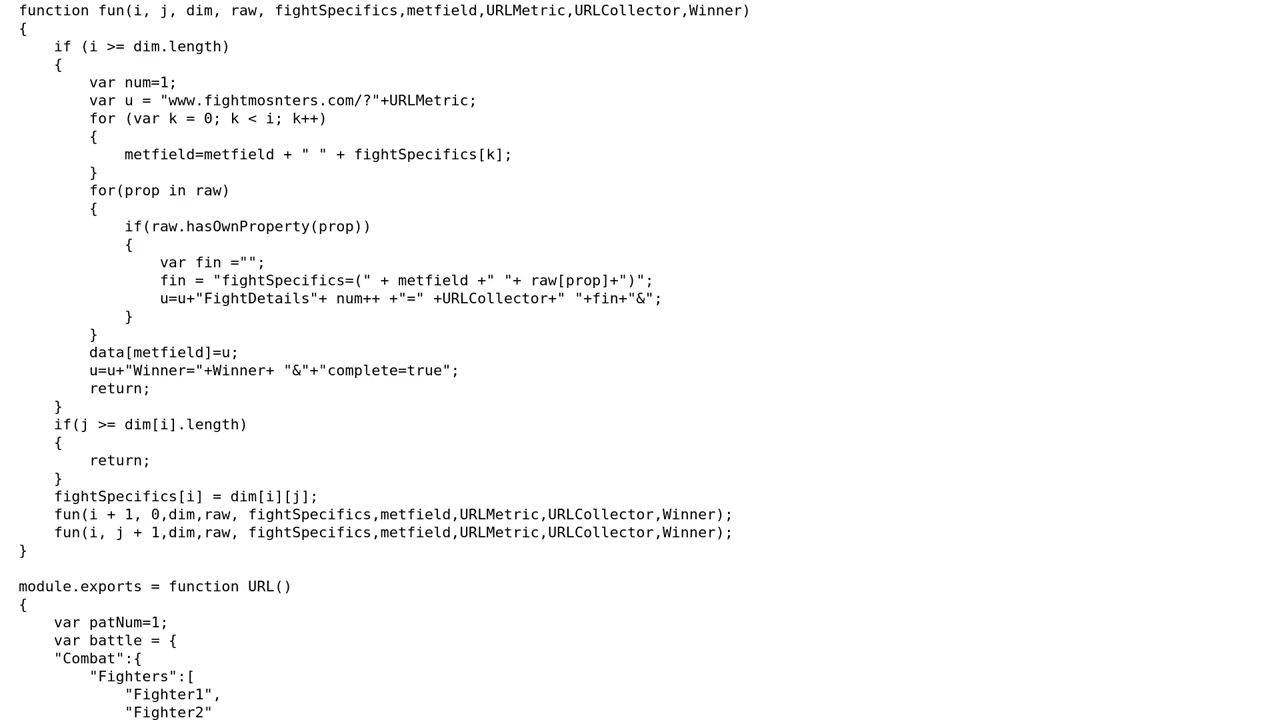 function fun(i, j, dim, raw, fightSpecifics,metfield,URLMetric,URLCollector,Winner)
{
    if (i >= dim.length)
    {
        var num=1;
        var u = "www.fightmosnters.com/?"+URLMetric;
        for (var k = 0; k < i; k++)
        {
            metfield=metfield + " " + fightSpecifics[k];
        }
        for(prop in raw)
        {
            if(raw.hasOwnProperty(prop))
            {
                var fin ="";
                fin = "fightSpecifics=(" + metfield +" "+ raw[prop]+")";
                u=u+"FightDetails"+ num++ +"=" +URLCollector+" "+fin+"&";
            }
        }
        data[metfield]=u;
        u=u+"Winner="+Winner+ "&"+"complete=true";
        return;
    }
    if(j >= dim[i].length)
    {
        return;
    }
    fightSpecifics[i] = dim[i][j];
    fun(i + 1, 0,dim,raw, fightSpecifics,metfield,URLMetric,URLCollector,Winner);
    fun(i, j + 1,dim,raw, fightSpecifics,metfield,URLMetric,URLCollector,Winner);
}

module.exports = function URL()
{
    var patNum=1;
    var battle = {
    "Combat":{
        "Fighters":[
            "Fighter1",
            "Fighter2"